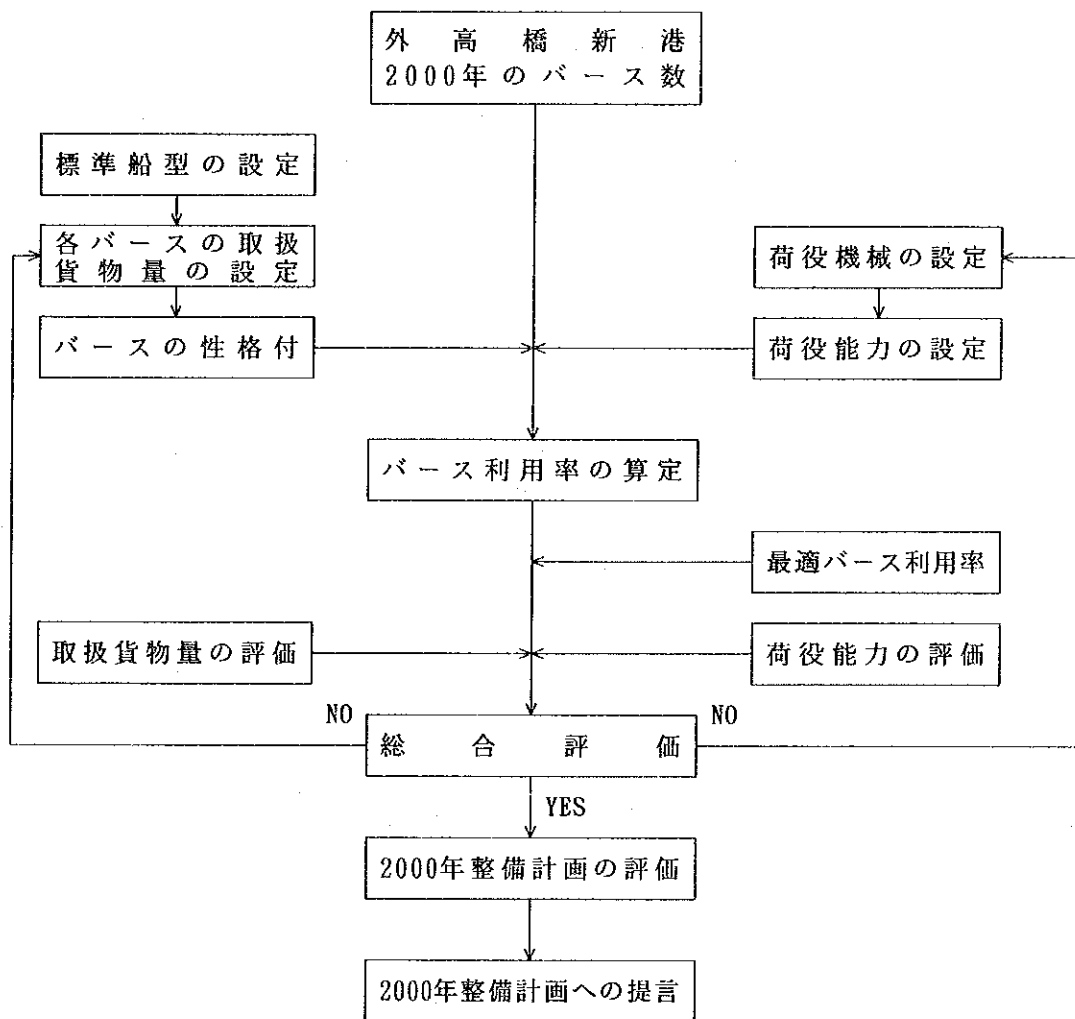 外高橋新港
2000年のバース数
標準船型の設定
各バースの取扱
貨物量の設定
荷役機械の設定
バースの性格付
荷役能力の設定
バース利用率の算定
最適バース利用率
取扱貨物量の評価
荷役能力の評価
NO
NO
総合評価
YES
2000年整備計画の評価
2000年整備計画への提言